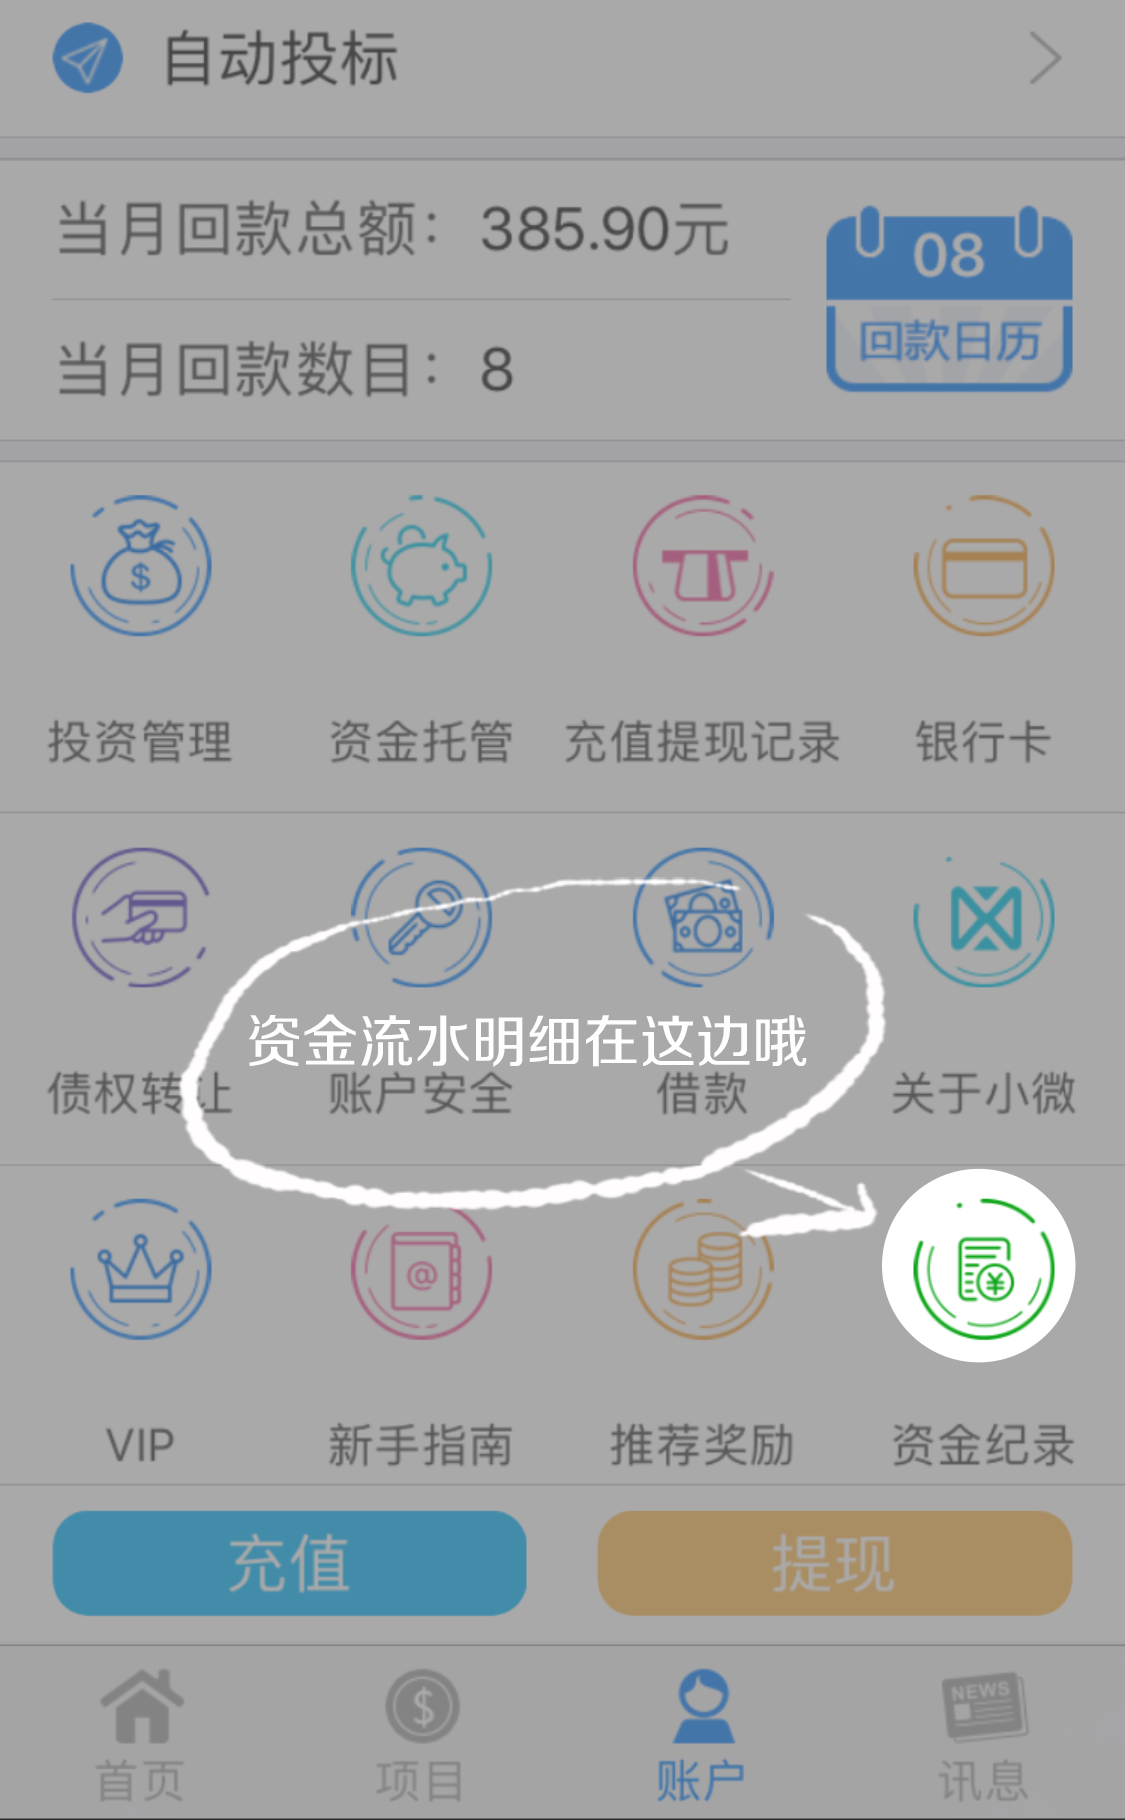 自动投标
当月回款总额：385.90元
08
回款日历
当月回款数目：8
$
投资管理 资金托管 充值提现记录 银行卡
资金流水明细在这边哦
债权转让 账户安全 借款 关于小微
@
¥
VIP 新手指南 推荐奖励 资金纪录
充值 提现
$
NEWS
首页 项目 账户 讯息